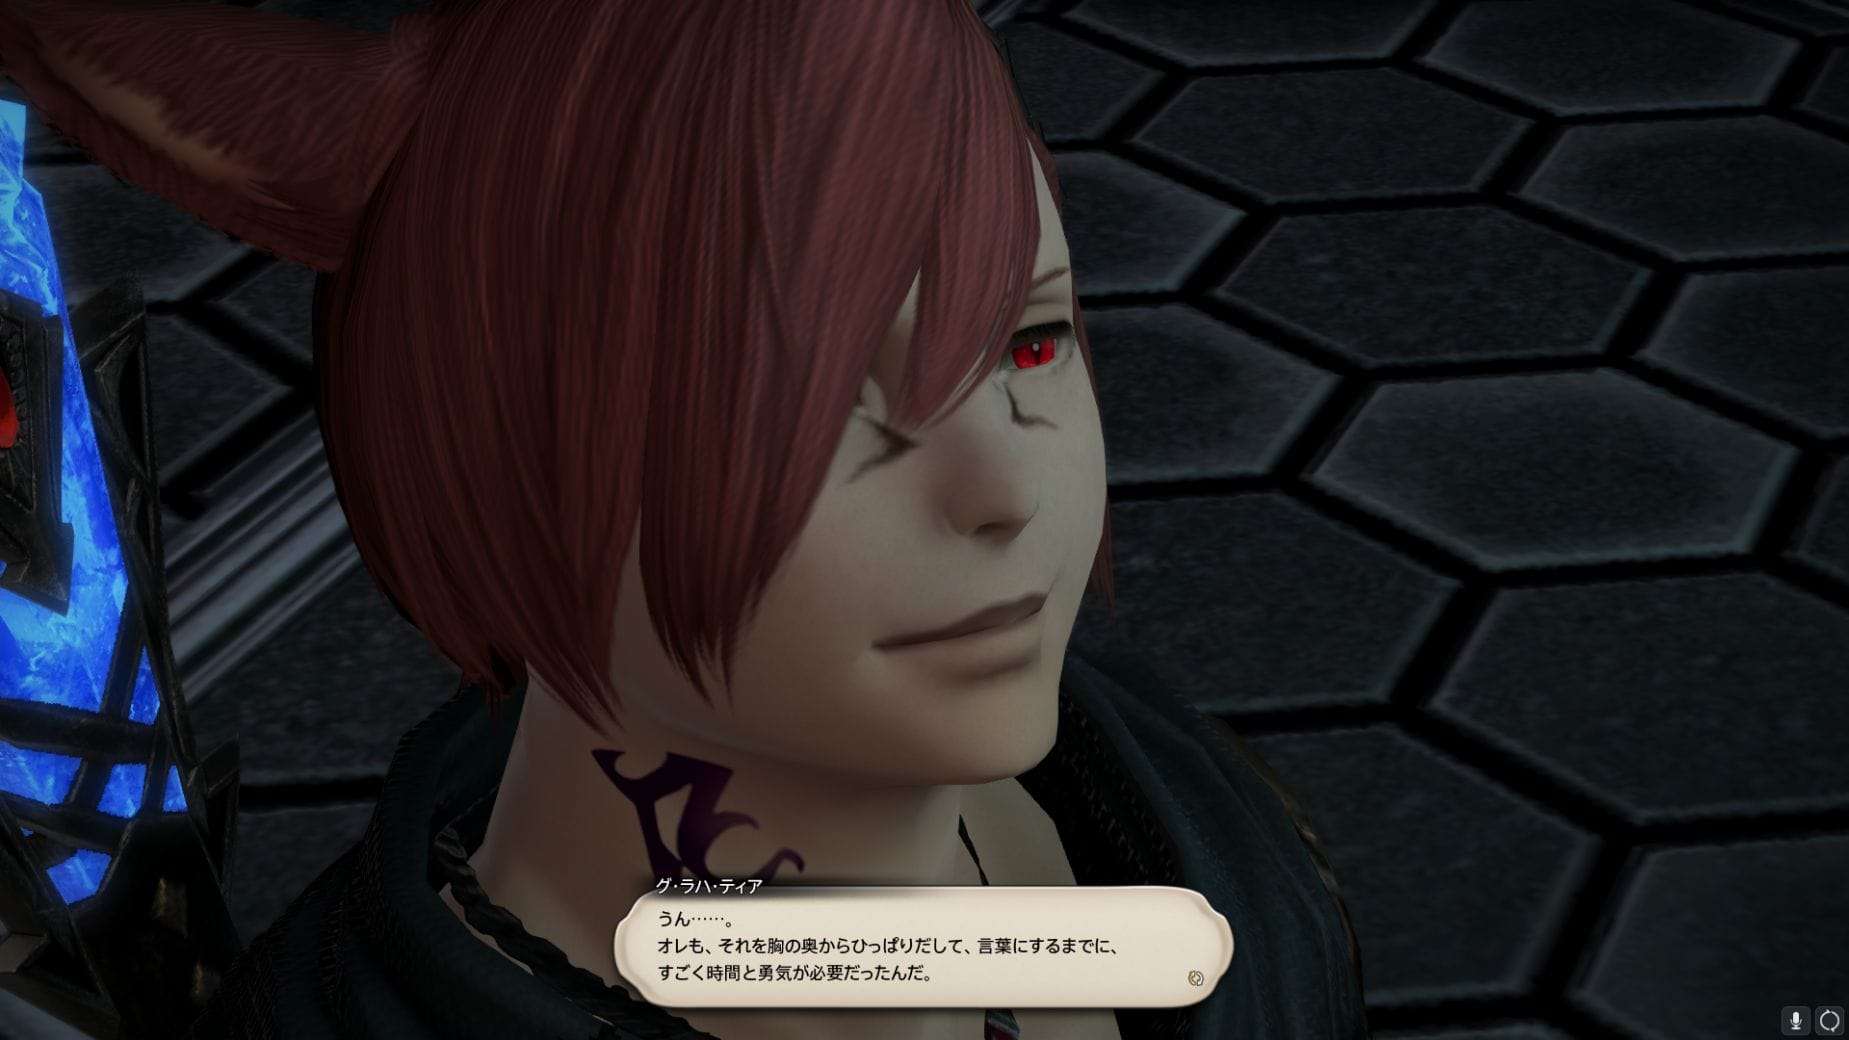 グ・ラハ・ティア
うん……。
オレも、それを胸の奥からひっぱりだして、言葉にするまでに、
すごく時間と勇気が必要だったんだ。